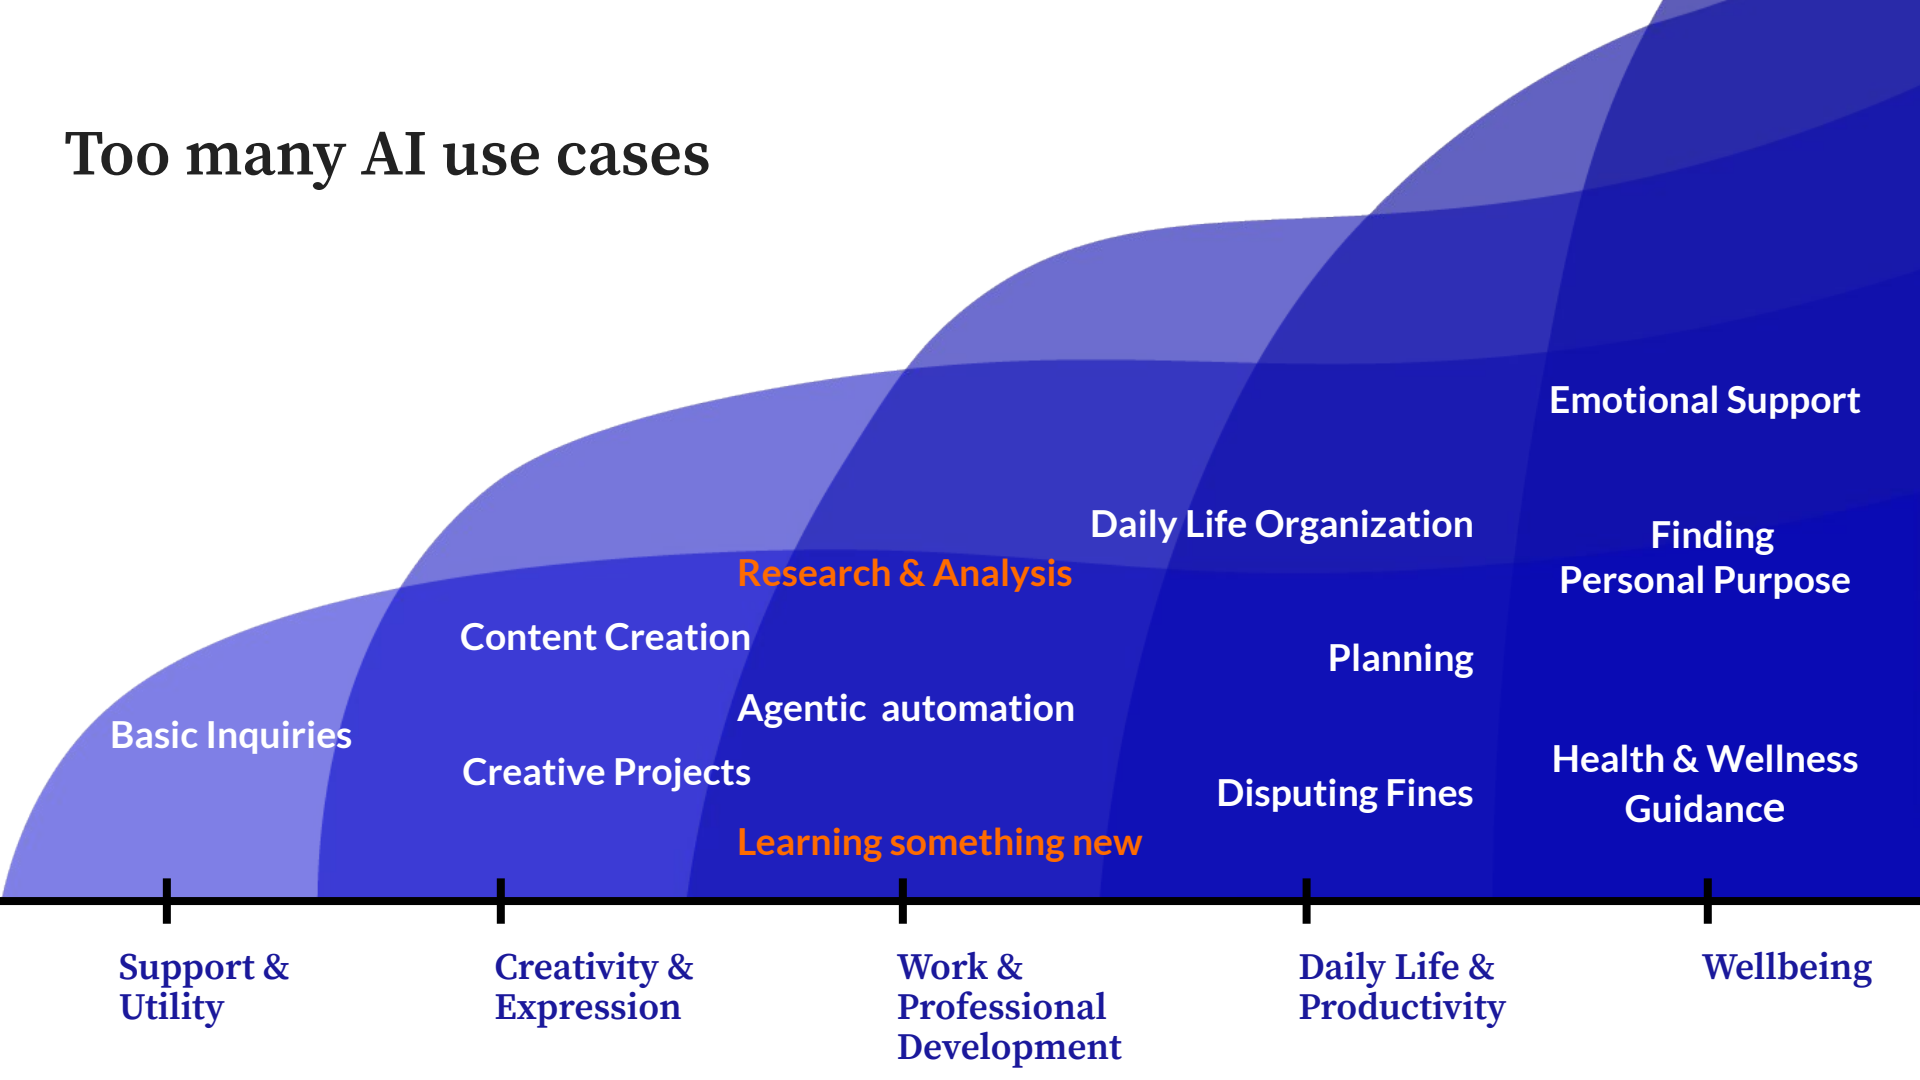 Too many AI use cases
Emotional Support
Daily Life Organization
Finding
Personal Purpose
Research & Analysis
Content Creation
Planning
Agentic  automation
Basic Inquiries
Health & Wellness
Guidance
Creative Projects
Disputing Fines
Learning something new
Support &
Utility
Creativity &
Expression
Work &
Professional
Development
Daily Life &
Productivity
Wellbeing